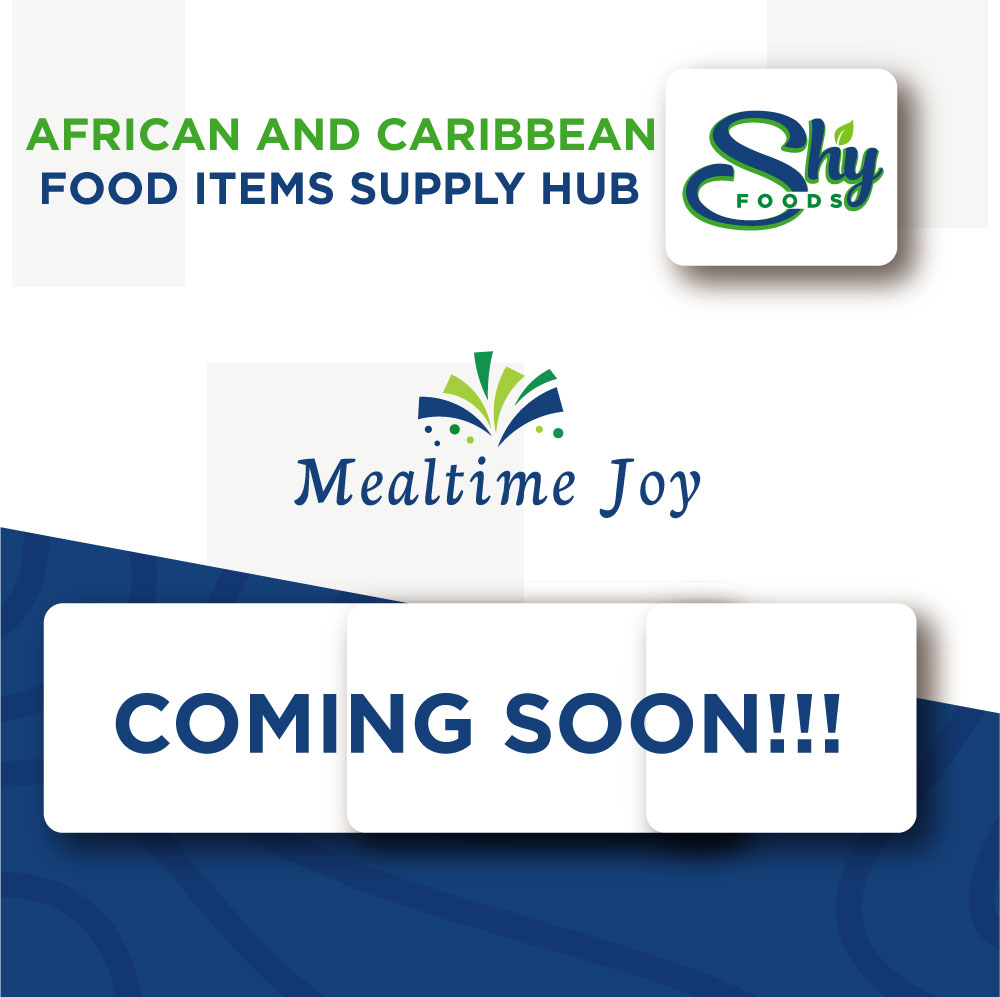 AFRICAN AND CARIBBEAN
FOOD ITEMS SUPPLY HUB
Shy
FOODS
Mealtime Joy
COMING SOON!!!